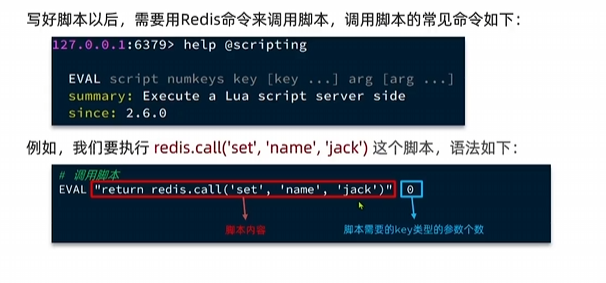 写好脚本以后，需要用Redis命令来调用脚本，调用脚本的常见命令如下：
127.0.0.1:6379> help @scripting
EVAL script numkeys key [key ...] arg [arg ...]
summary: Execute a Lua script server side
since: 2.6.0
例如，我们要执行 redis.call('set', 'name', 'jack') 这个脚本，语法如下：
# 调用脚本
EVAL "return redis.call('set', 'name', 'jack')" 0
脚本内容
脚本需要的key类型的参数个数